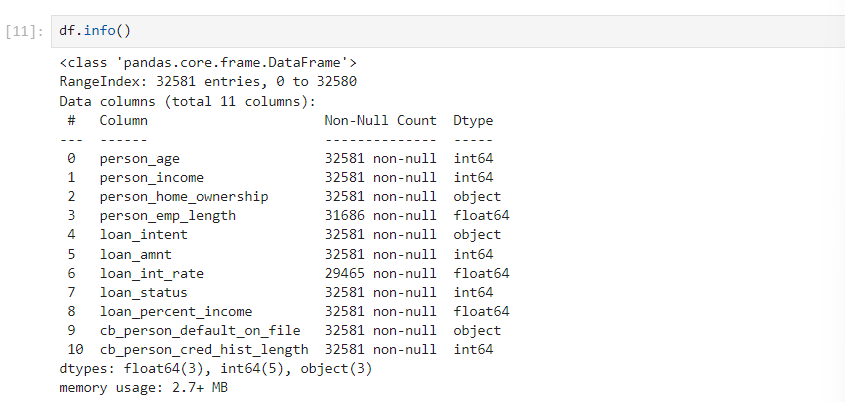 [11]: df.info()
<class 'pandas.core.frame.DataFrame'>
RangeIndex: 32581 entries, 0 to 32580
Data columns (total 11 columns):
 #   Column                      Non-Null Count  Dtype
---  ------                      --------------  -----
 0   person_age                  32581 non-null  int64
 1   person_income               32581 non-null  int64
 2   person_home_ownership       32581 non-null  object
 3   person_emp_length           31686 non-null  float64
 4   loan_intent                 32581 non-null  object
 5   loan_amnt                   32581 non-null  int64
 6   loan_int_rate               29465 non-null  float64
 7   loan_status                 32581 non-null  int64
 8   loan_percent_income         32581 non-null  float64
 9   cb_person_default_on_file   32581 non-null  object
 10  cb_person_cred_hist_length  32581 non-null  int64
dtypes: float64(3), int64(5), object(3)
memory usage: 2.7+ MB